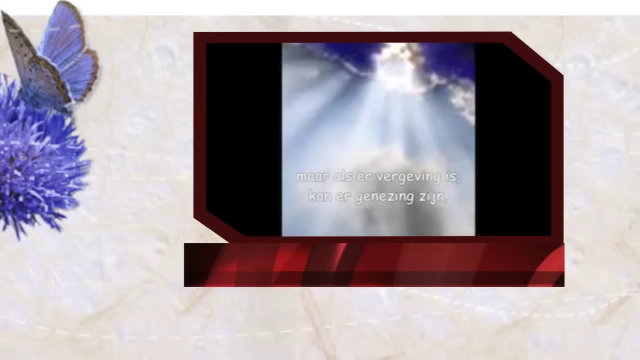 maar als er vergeving is,
kan er genezing zijn.